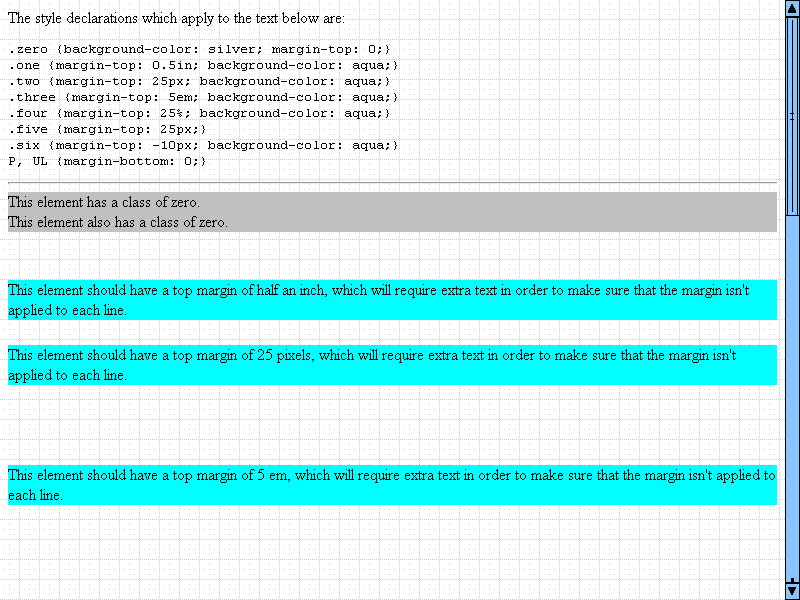 The style declarations which apply to the text below are:
.zero {background-color: silver; margin-top: 0;}
.one {margin-top: 0.5in; background-color: aqua;}
.two {margin-top: 25px; background-color: aqua;}
.three {margin-top: 5em; background-color: aqua;}
.four {margin-top: 25%; background-color: aqua;}
.five {margin-top: 25px;}
.six {margin-top: -10px; background-color: aqua;}
P, UL {margin-bottom: 0;}
This element has a class of zero.
This element also has a class of zero.
This element should have a top margin of half an inch, which will require extra text in order to make sure that the margin isn't
applied to each line.
This element should have a top margin of 25 pixels, which will require extra text in order to make sure that the margin isn't
applied to each line.
This element should have a top margin of 5 em, which will require extra text in order to make sure that the margin isn't applied to
each line.